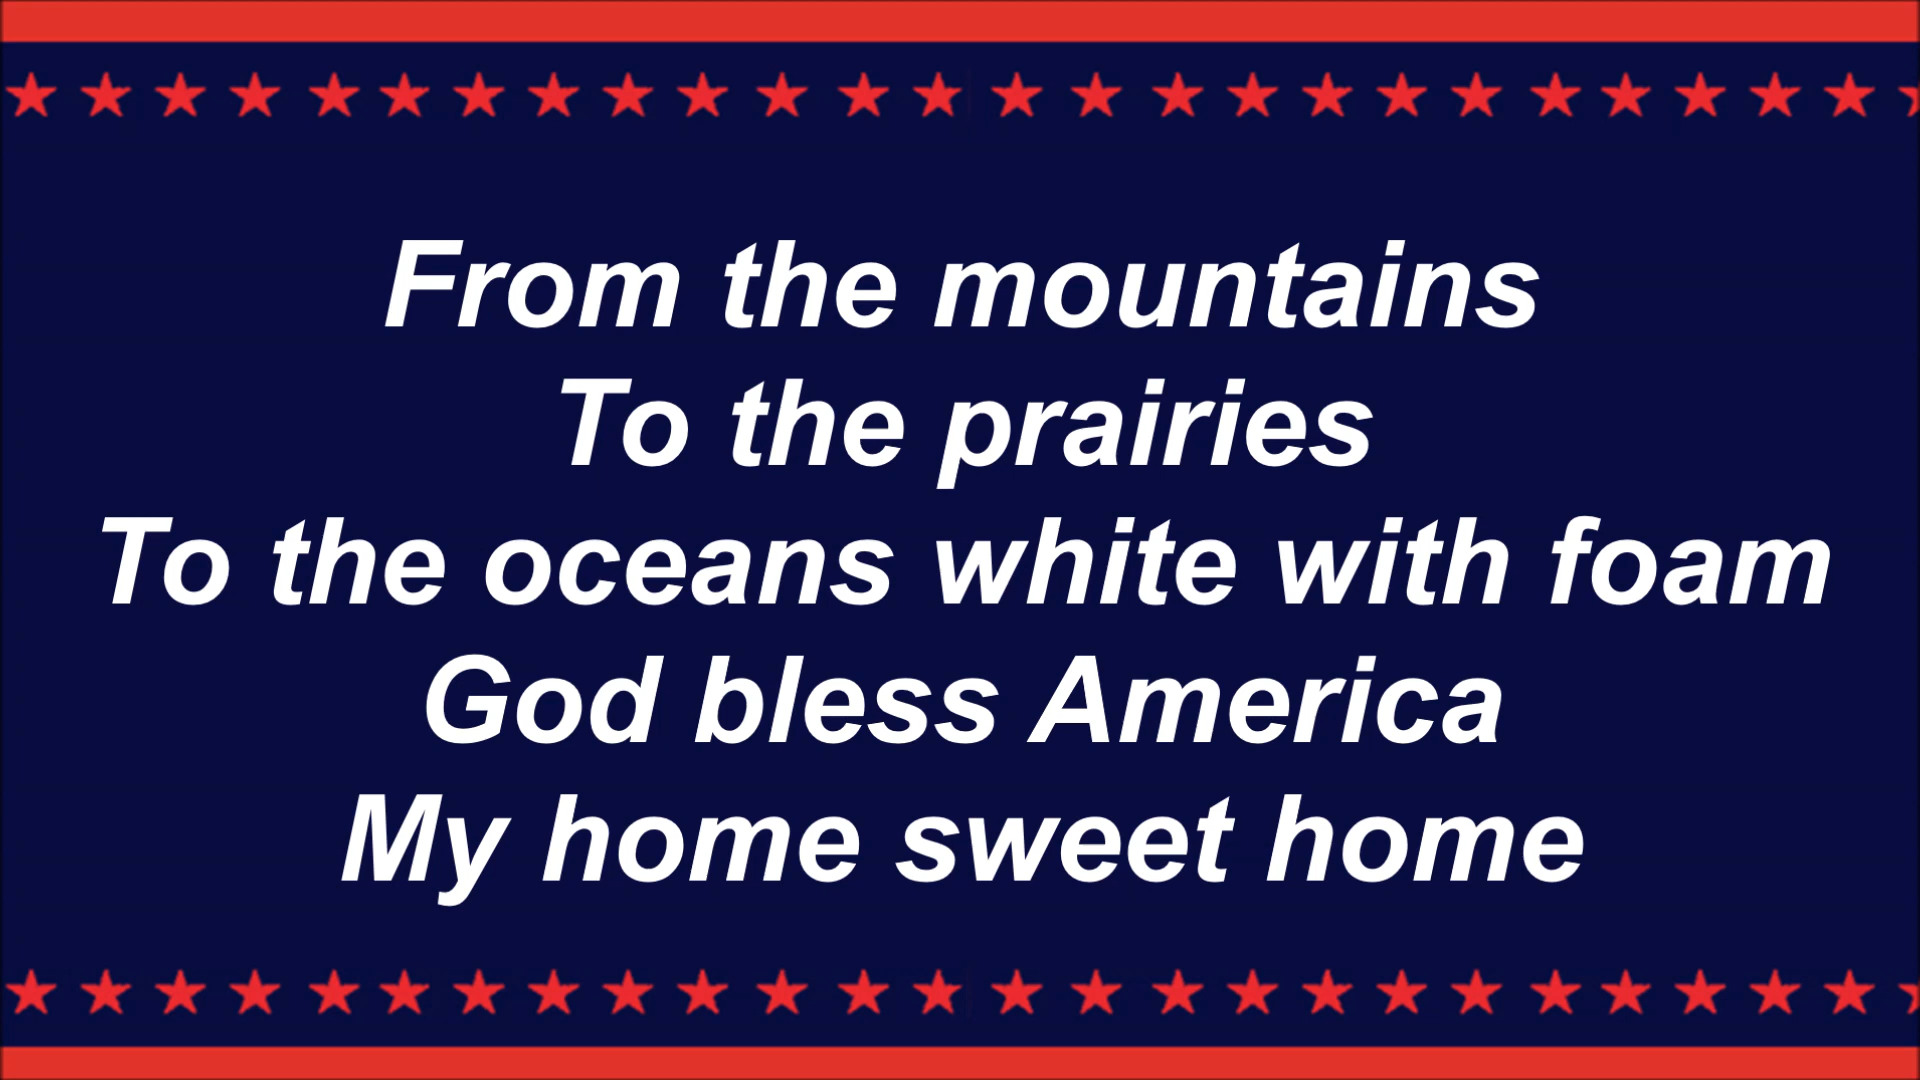 From the mountains
To the prairies
To the oceans white with foam
God bless America
My home sweet home